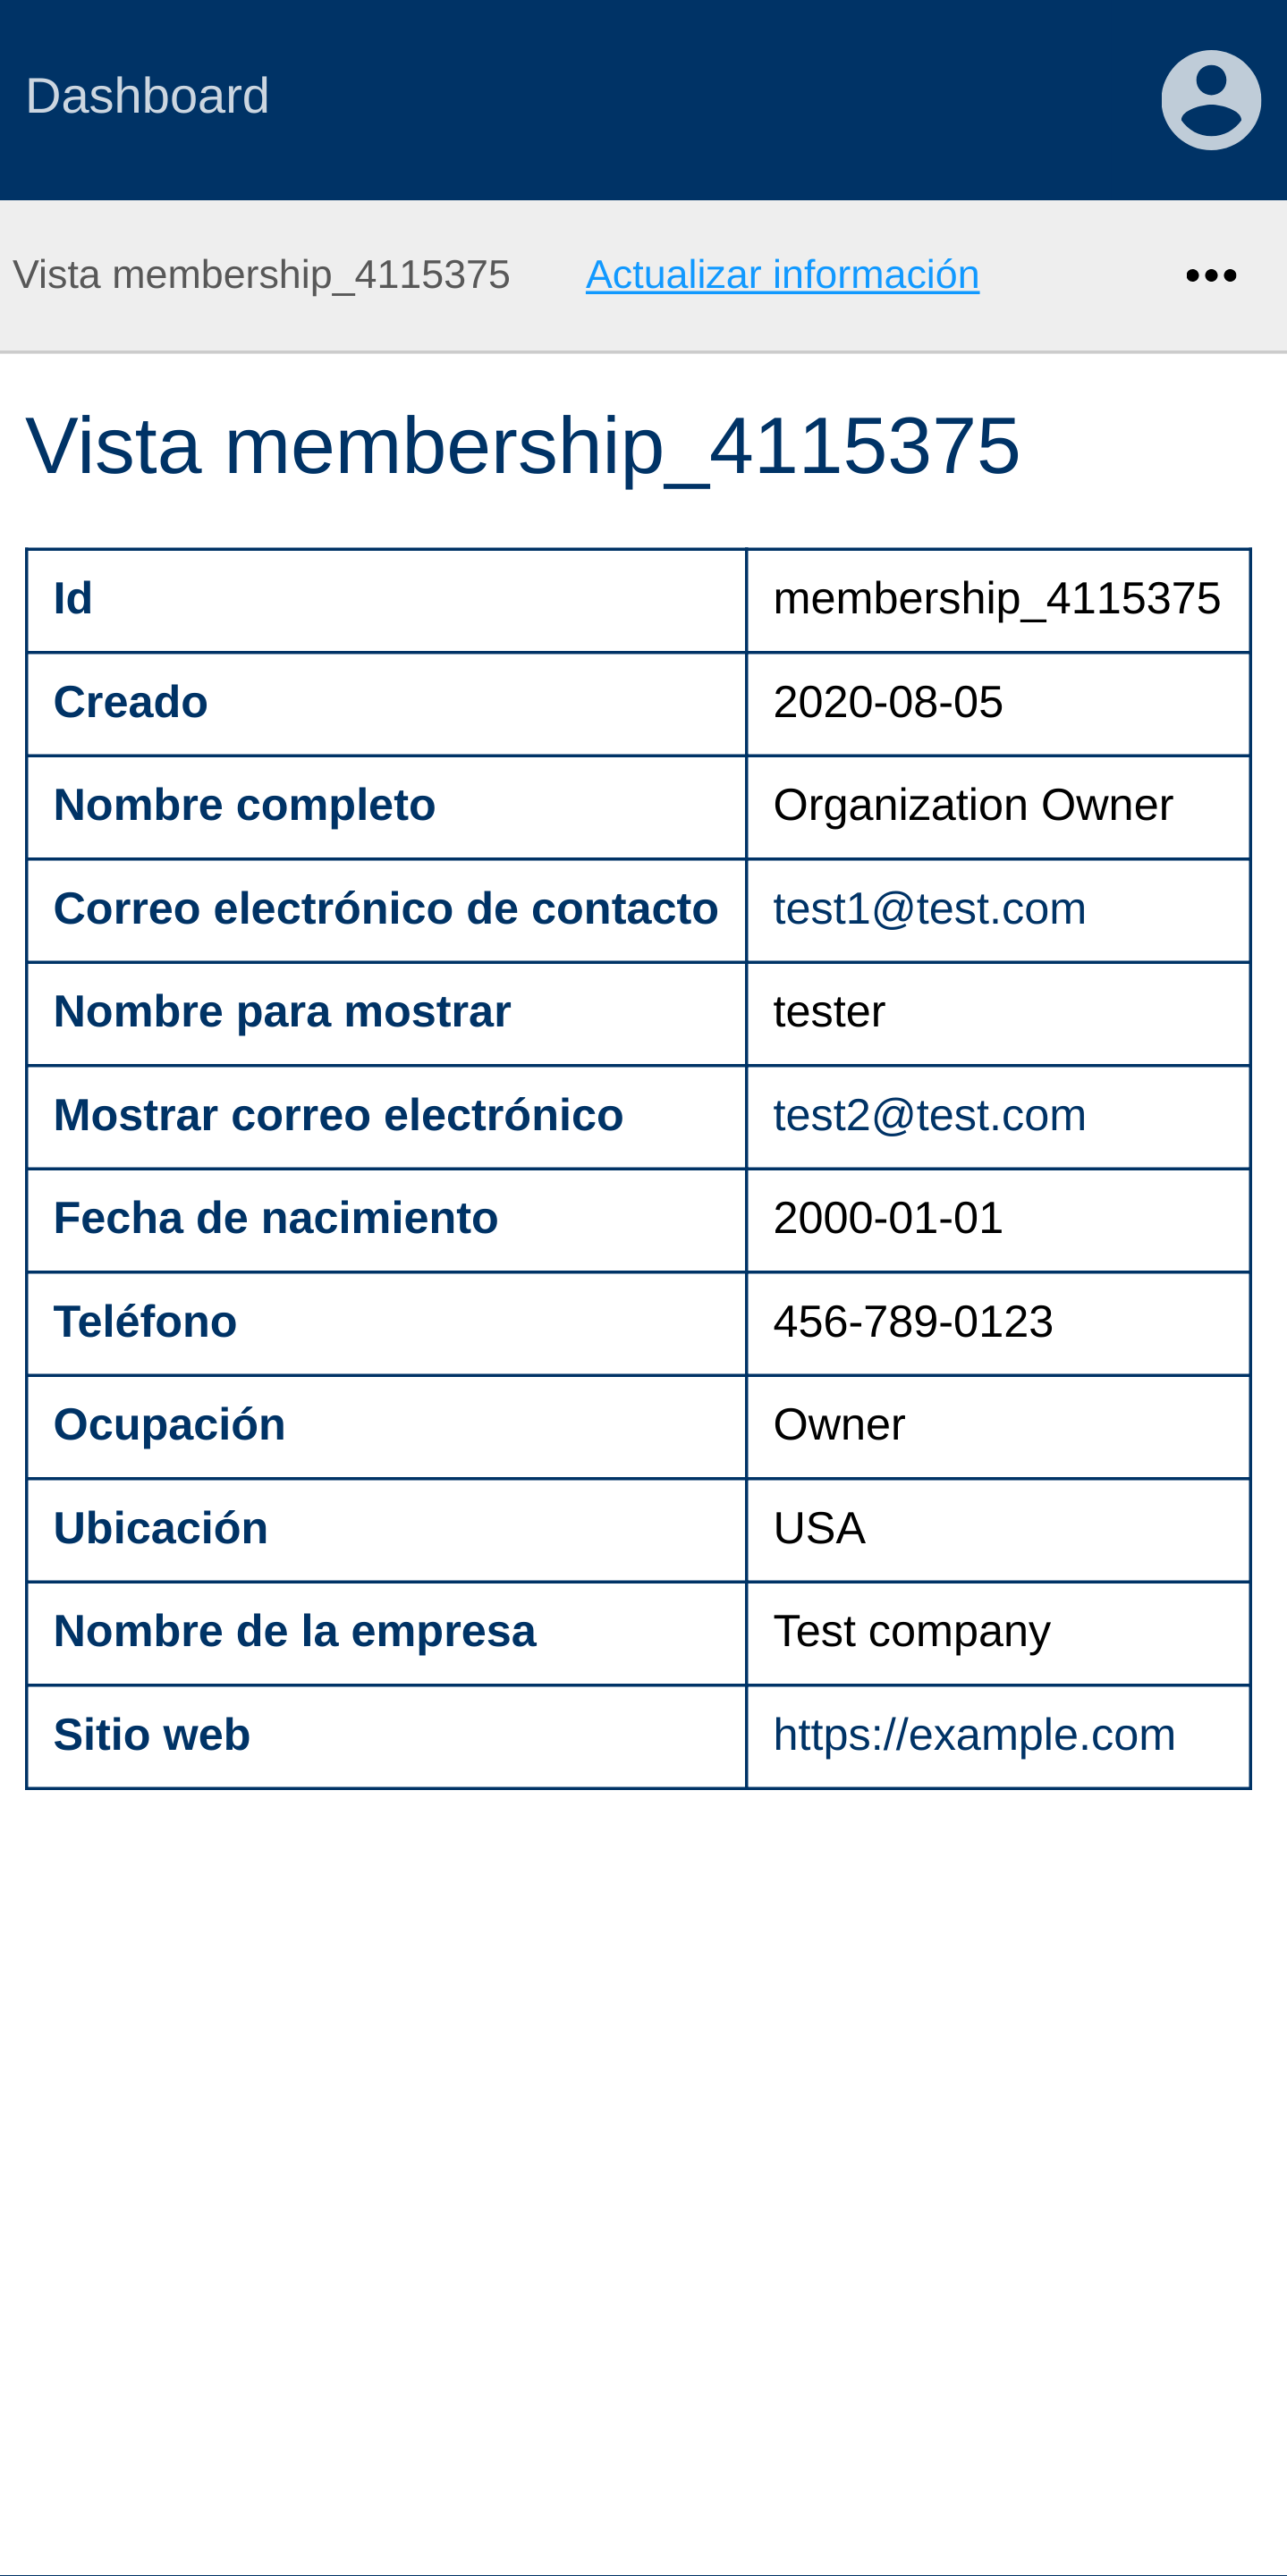 Dashboard
Vista membership_4115375 Actualizar información
Vista membership_4115375
Id membership_4115375
Creado 2020-08-05
Nombre completo Organization Owner
Correo electrónico de contacto test1@test.com
Nombre para mostrar tester
Mostrar correo electrónico test2@test.com
Fecha de nacimiento 2000-01-01
Teléfono 456-789-0123
Ocupación Owner
Ubicación USA
Nombre de la empresa Test company
Sitio web https://example.com